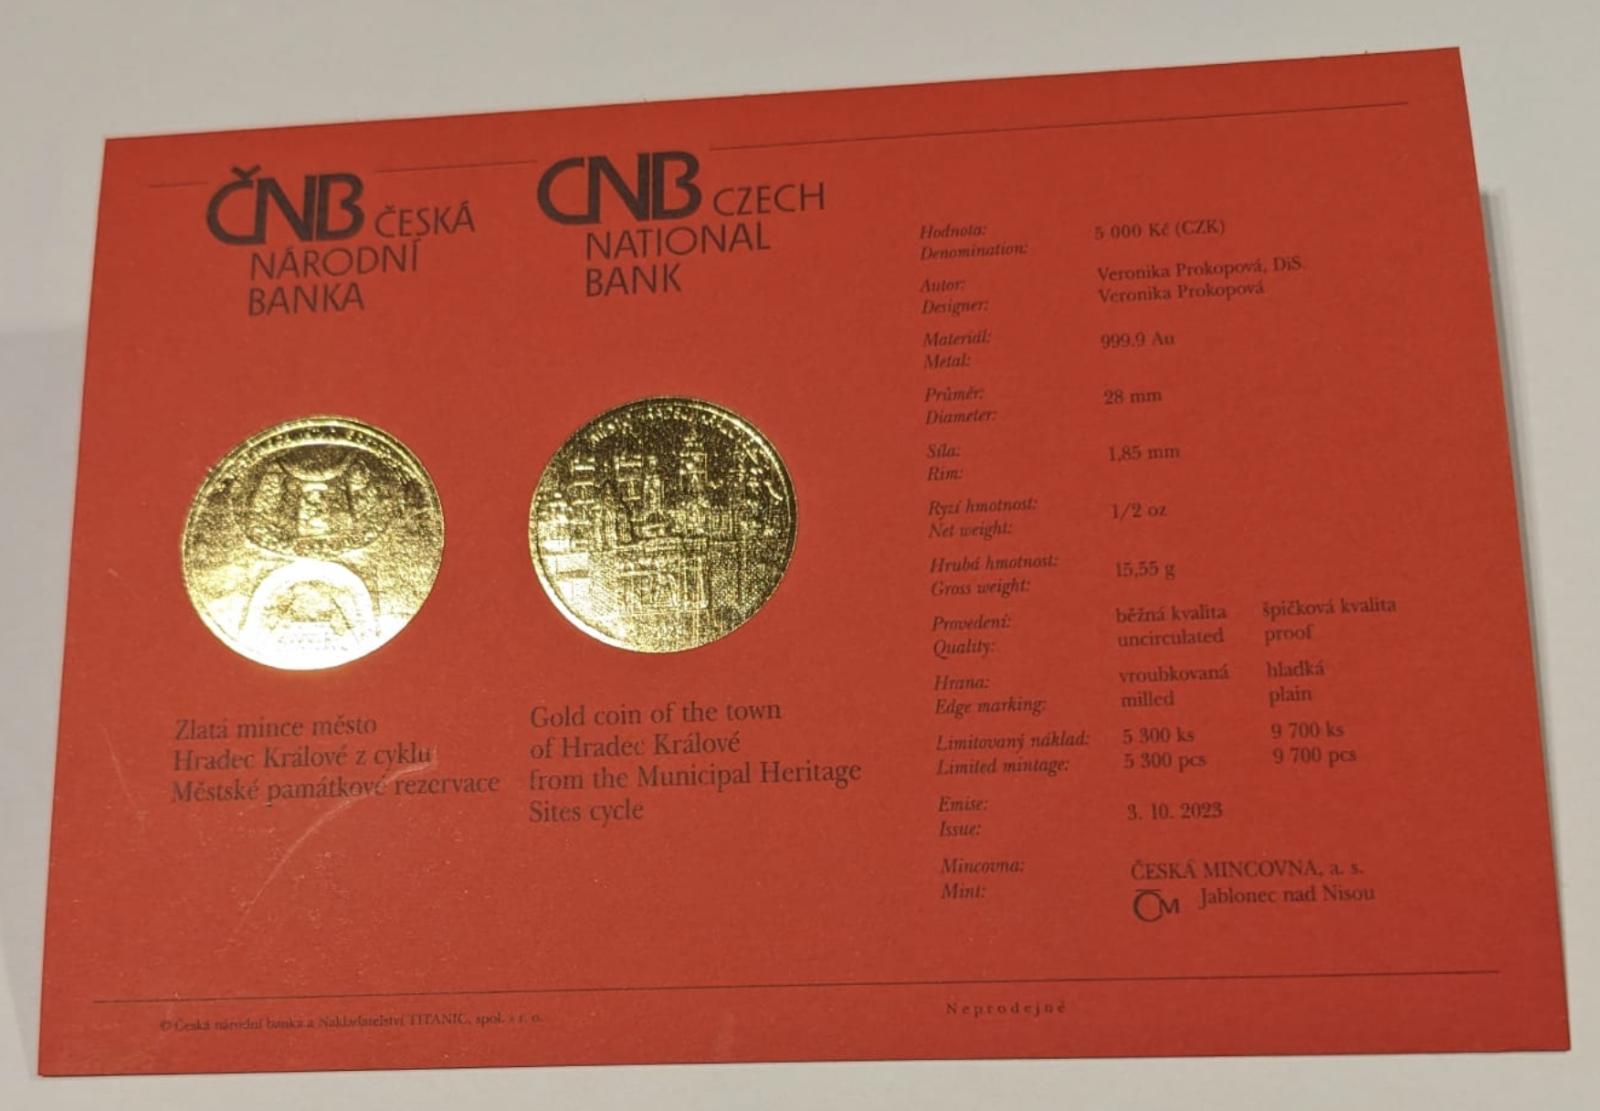 ČNB ČESKÁ
NÁRODNÍ
BANKA
CNB CZECH
NATIONAL
BANK
Zlatá mince město
Hradec Králové z cyklu
Městské památkové rezervace
Gold coin of the town
of Hradec Králové
from the Municipal Heritage
Sites cycle
Hodnota: 5 000 Kč (CZK)
Denomination:
Autor: Veronika Prokopová, DiS.
Designer: Veronika Prokopová
Materiál: 999.9 Au
Metal:
Průměr: 28 mm
Diameter:
Síla: 1,85 mm
Rim:
Ryzí hmotnost: 1/2 oz
Net weight:
Hrubá hmotnost: 15,55 g
Gross weight:
Provedení: běžná kvalita špičková kvalita
Quality: uncirculated proof
Hrana: vroubkovaná hladká
Edge marking: milled plain
Limitovaný náklad: 5 300 ks 9 700 ks
Limited mintage: 5 300 pcs 9 700 pcs
Emise: 3. 10. 2023
Issue:
Mincovna: ČESKÁ MINCOVNA, a. s.
Mint: ČM Jablonec nad Nisou
© Česká národní banka a Nakladatelství TITANIC, spol. s r. o.
Neprodejné